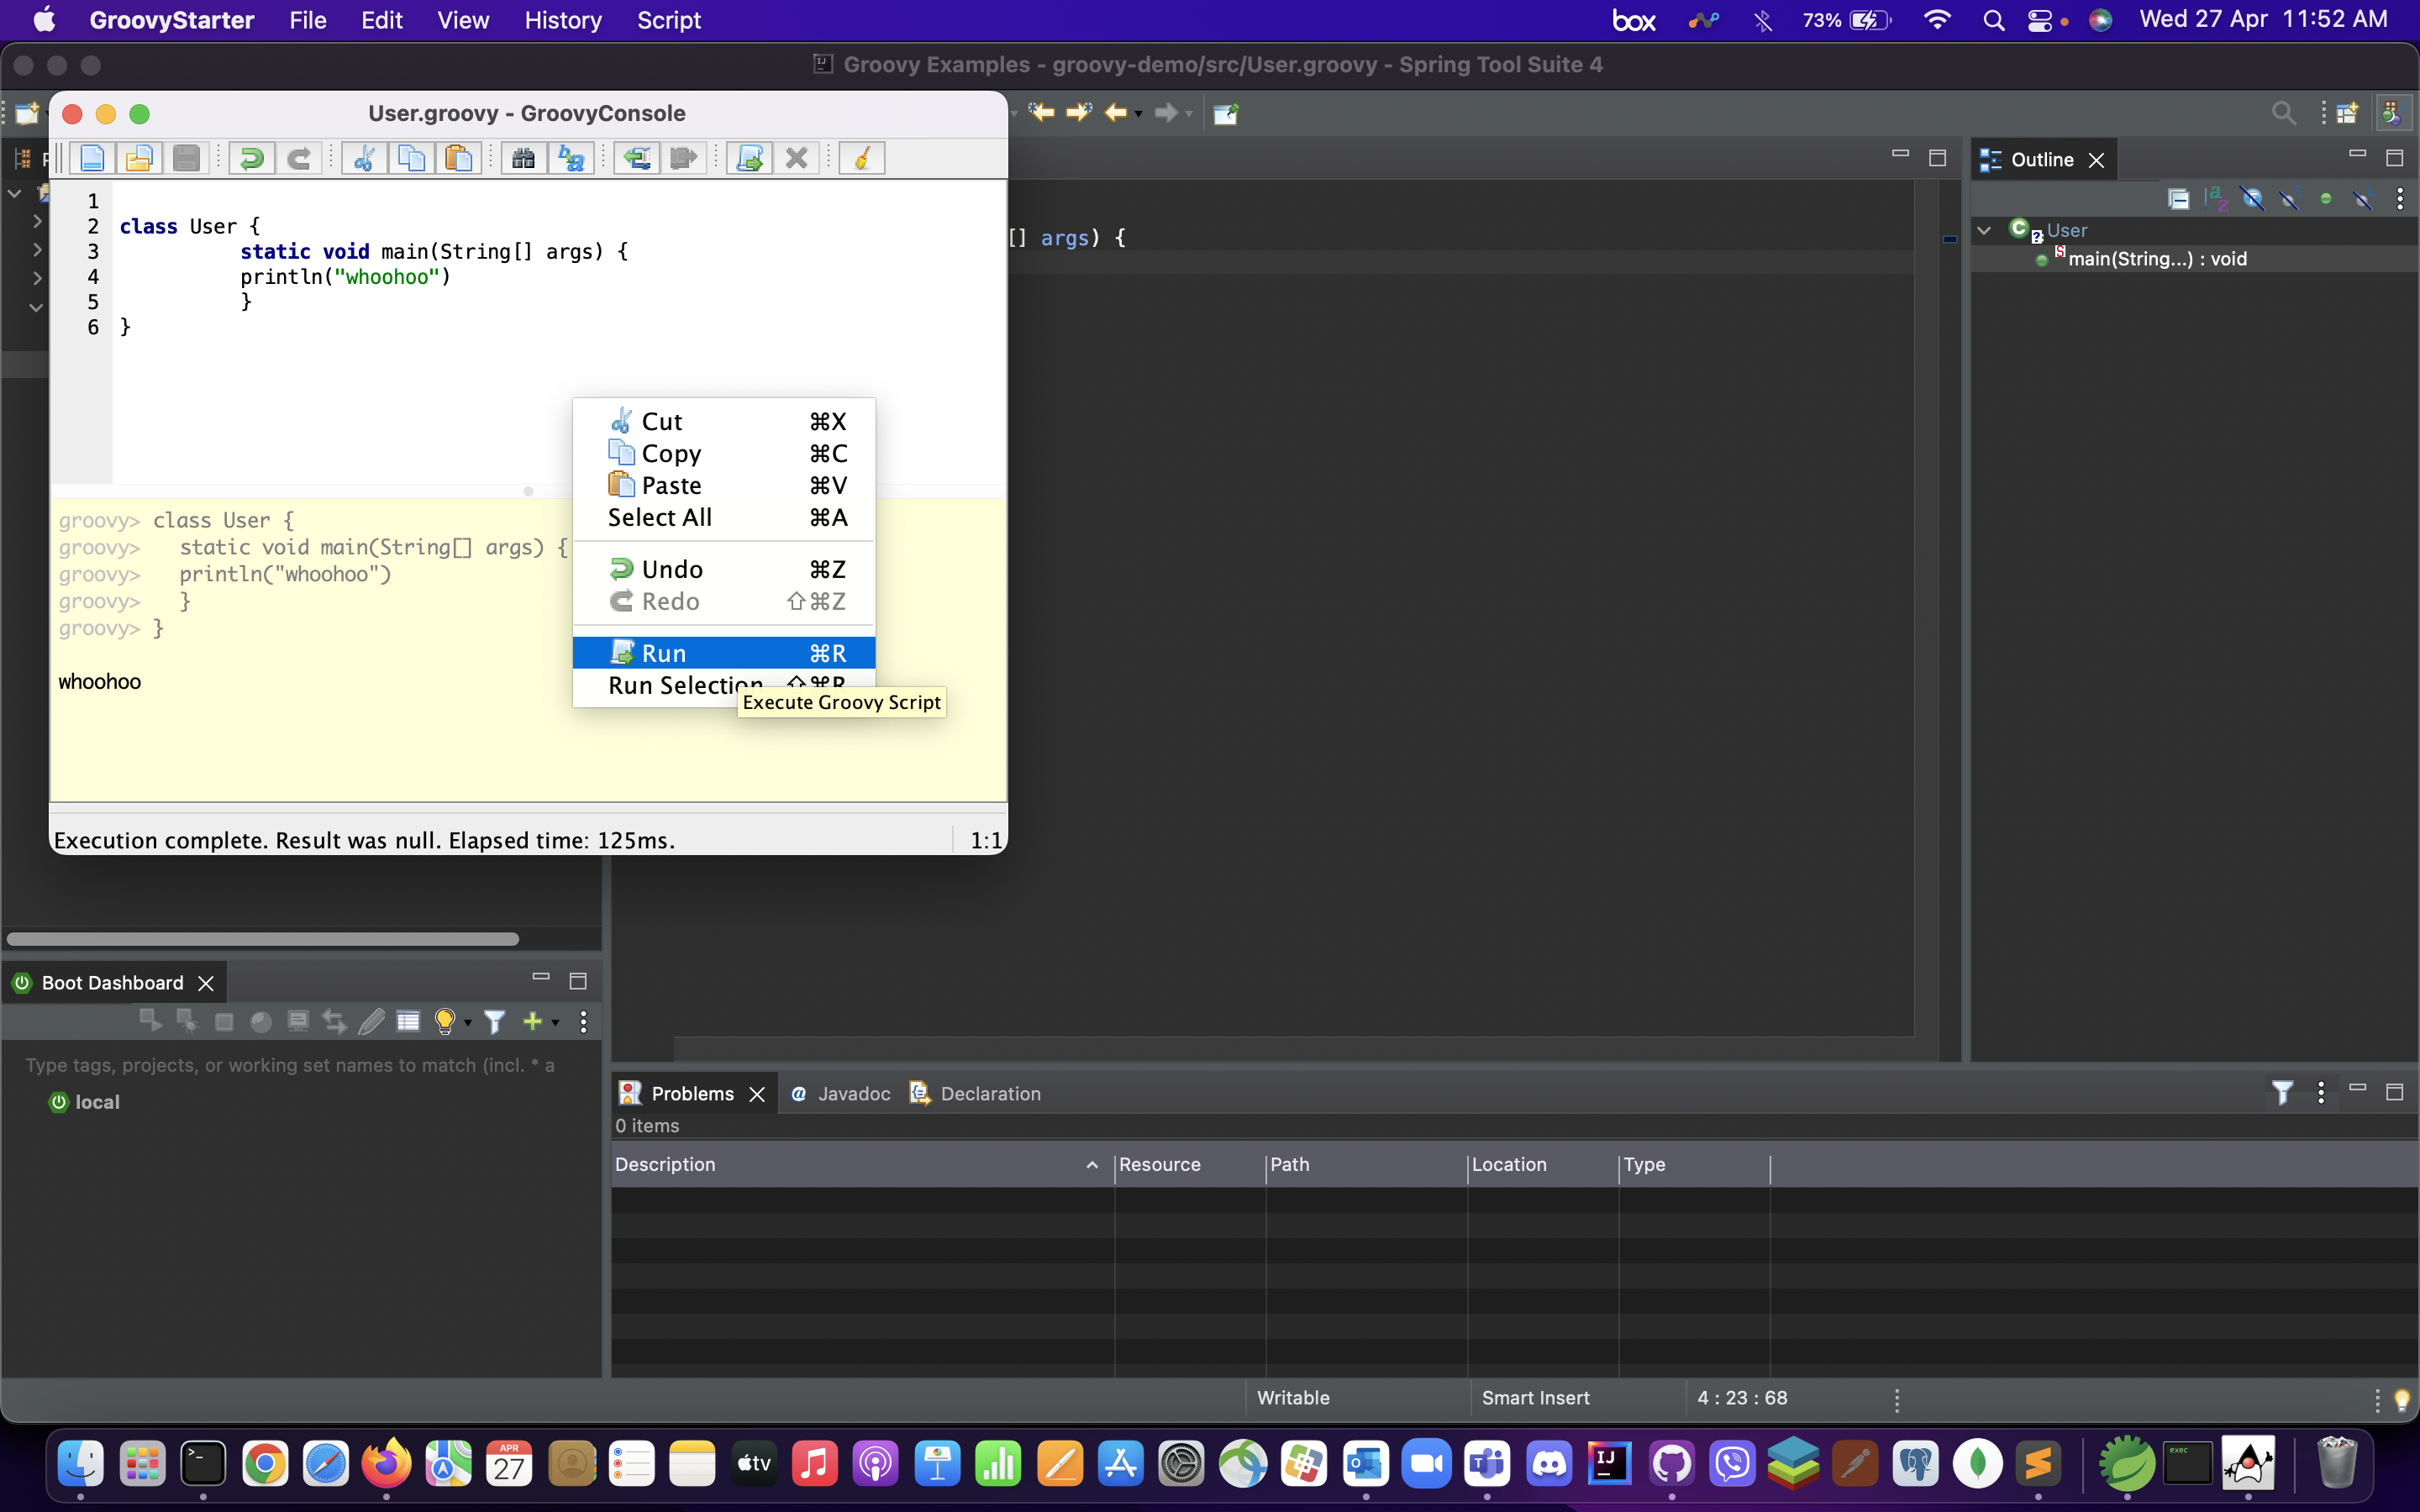 GroovyStarter File Edit View History Script box 73% Wed 27 Apr 11:52 AM
Groovy Examples - groovy-demo/src/User.groovy - Spring Tool Suite 4
User.groovy - GroovyConsole
1
2 class User {
3 static void main(String[] args) {
4 println("whoohoo")
5 }
6 }
Cut ⌘X
Copy ⌘C
Paste ⌘V
Select All ⌘A
Undo ⌘Z
Redo ⇧⌘Z
Run ⌘R
Run Selection ⇧⌘R
Execute Groovy Script
groovy> class User {
groovy> static void main(String[] args) {
groovy> println("whoohoo")
groovy> }
groovy> }
whoohoo
Execution complete. Result was null. Elapsed time: 125ms. 1:1
[] args) {
Outline
User
main(String...) : void
Boot Dashboard
Type tags, projects, or working set names to match (incl. * a
local
Problems Javadoc Declaration
0 items
Description Resource Path Location Type
Writable Smart Insert 4 : 23 : 68
APR
27
tv
IJ
exec